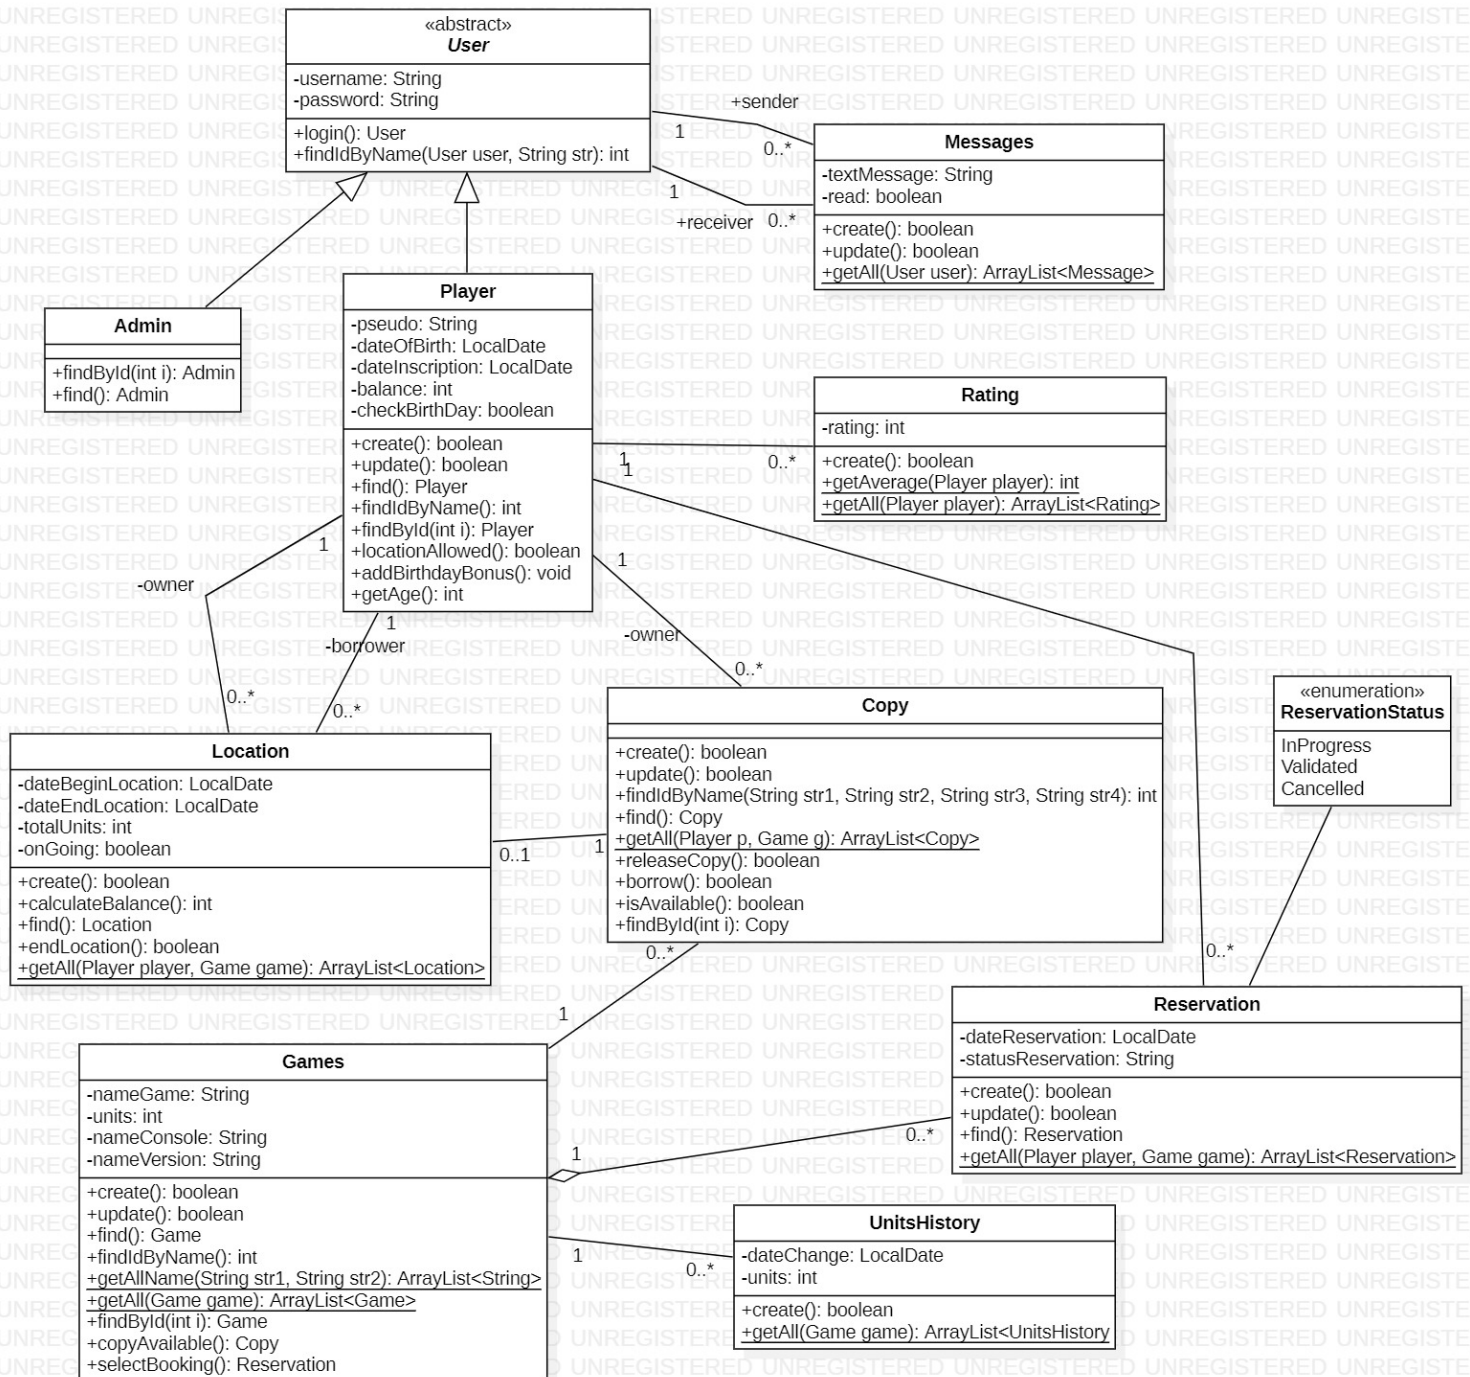 «abstract»
User
-username: String
-password: String
+login(): User
+findIdByName(User user, String str): int
+sender
1
0..*
1
+receiver
0..*
Messages
-textMessage: String
-read: boolean
+create(): boolean
+update(): boolean
+getAll(User user): ArrayList<Message>
Admin
+findById(int i): Admin
+find(): Admin
Player
-pseudo: String
-dateOfBirth: LocalDate
-dateInscription: LocalDate
-balance: int
-checkBirthDay: boolean
+create(): boolean
+update(): boolean
+find(): Player
+findIdByName(): int
+findById(int i): Player
+locationAllowed(): boolean
+addBirthdayBonus(): void
+getAge(): int
Rating
-rating: int
+create(): boolean
+getAverage(Player player): int
+getAll(Player player): ArrayList<Rating>
1
0..*
1
1
-owner
0..*
1
-borrower
0..*
1
-owner
0..*
Location
-dateBeginLocation: LocalDate
-dateEndLocation: LocalDate
-totalUnits: int
-onGoing: boolean
+create(): boolean
+calculateBalance(): int
+find(): Location
+endLocation(): boolean
+getAll(Player player, Game game): ArrayList<Location>
0..1
1
Copy
+create(): boolean
+update(): boolean
+findIdByName(String str1, String str2, String str3, String str4): int
+find(): Copy
+getAll(Player p, Game g): ArrayList<Copy>
+releaseCopy(): boolean
+borrow(): boolean
+isAvailable(): boolean
+findById(int i): Copy
«enumeration»
ReservationStatus
InProgress
Validated
Cancelled
0..*
0..*
1
Reservation
-dateReservation: LocalDate
-statusReservation: String
+create(): boolean
+update(): boolean
+find(): Reservation
+getAll(Player player, Game game): ArrayList<Reservation>
Games
-nameGame: String
-units: int
-nameConsole: String
-nameVersion: String
+create(): boolean
+update(): boolean
+find(): Game
+findIdByName(): int
+getAllName(String str1, String str2): ArrayList<String>
+getAll(Game game): ArrayList<Game>
+findById(int i): Game
+copyAvailable(): Copy
+selectBooking(): Reservation
1
0..*
1
0..*
UnitsHistory
-dateChange: LocalDate
-units: int
+create(): boolean
+getAll(Game game): ArrayList<UnitsHistory